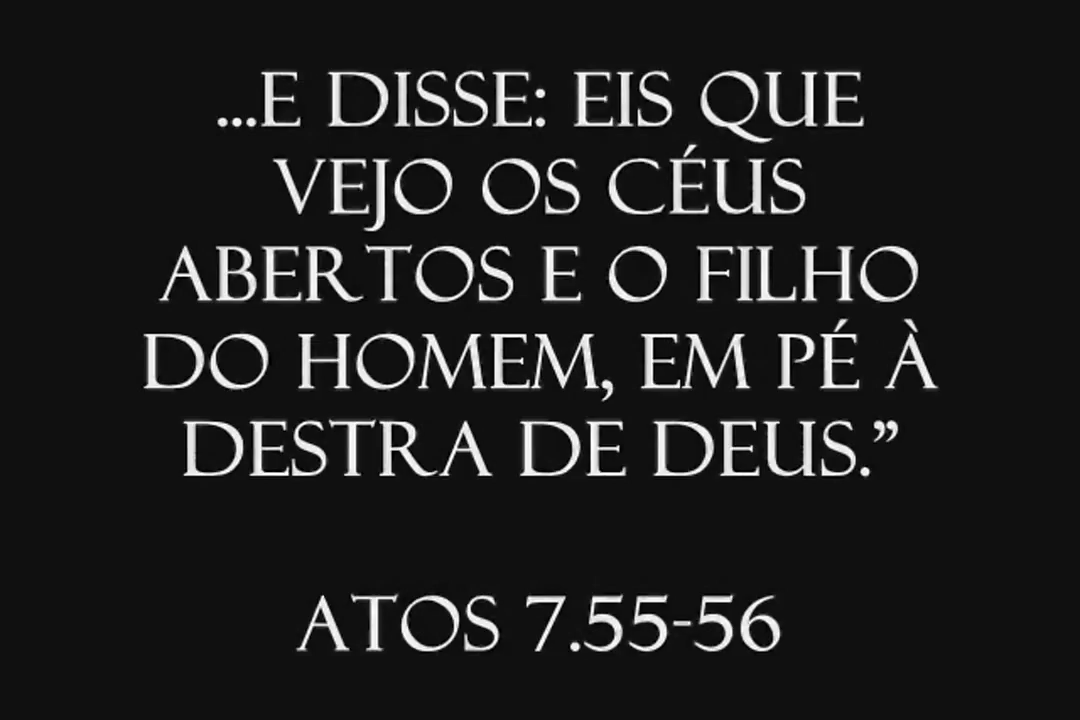 ...E DISSE: EIS QUE
VEJO OS CÉUS
ABERTOS E O FILHO
DO HOMEM, EM PÉ À
DESTRA DE DEUS.”
ATOS 7.55-56